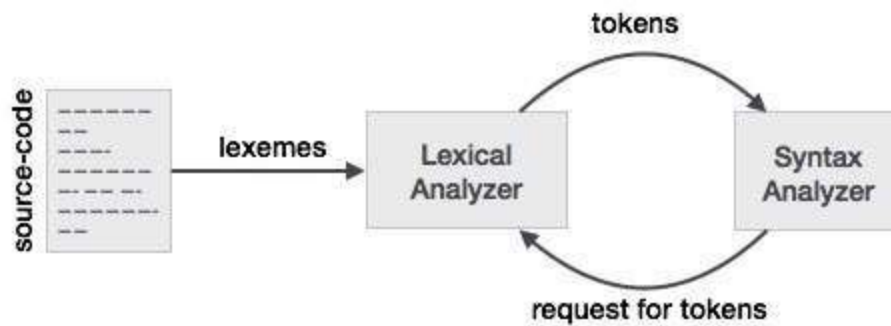 tokens
source-code
lexemes
Lexical
Analyzer
Syntax
Analyzer
request for tokens